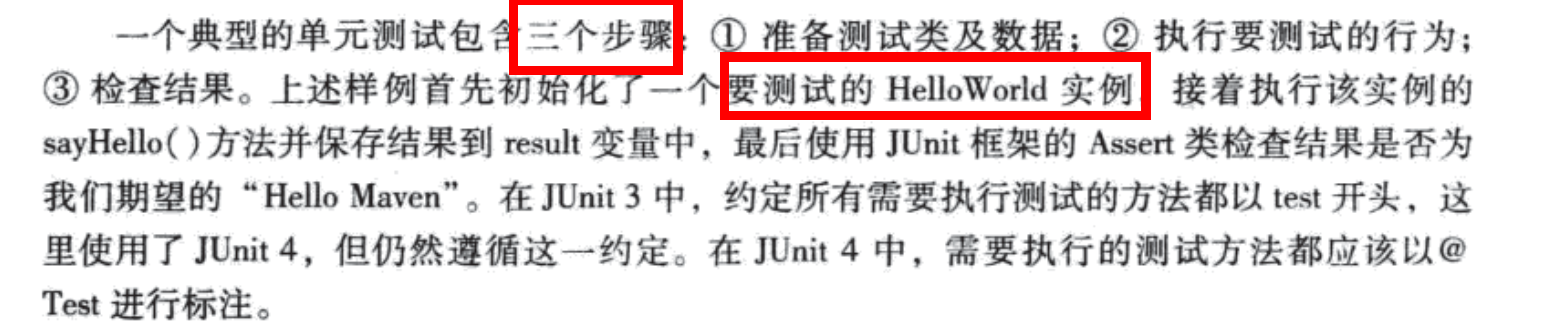 一个典型的单元测试包含三个步骤：① 准备测试类及数据；② 执行要测试的行为；
③ 检查结果。上述样例首先初始化了一个要测试的 HelloWorld 实例，接着执行该实例的
sayHello()方法并保存结果到 result 变量中，最后使用 JUnit 框架的 Assert 类检查结果是否为
我们期望的“Hello Maven”。在 JUnit 3 中，约定所有需要执行测试的方法都以 test 开头，这
里使用了 JUnit 4，但仍然遵循这一约定。在 JUnit 4 中，需要执行的测试方法都应该以@
Test 进行标注。